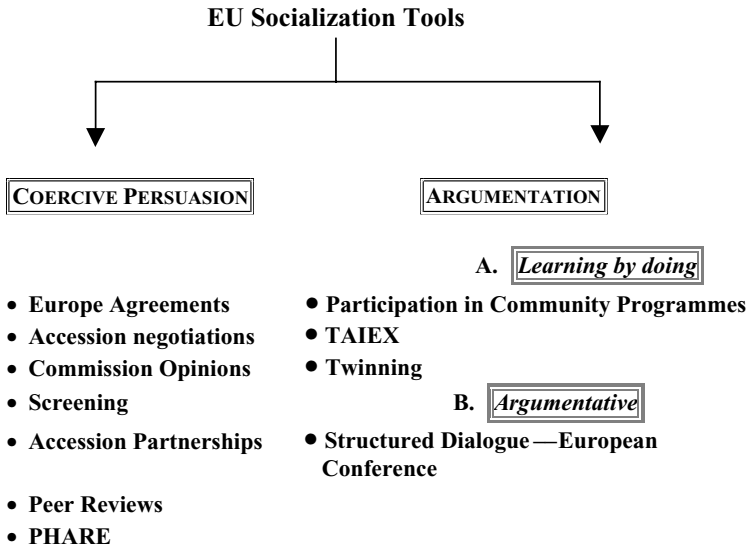 EU Socialization Tools
COERCIVE PERSUASION
• Europe Agreements
• Accession negotiations
• Commission Opinions
• Screening
• Accession Partnerships
• Peer Reviews
• PHARE
ARGUMENTATION
A. Learning by doing
• Participation in Community Programmes
• TAIEX
• Twinning
B. Argumentative
• Structured Dialogue—European
Conference